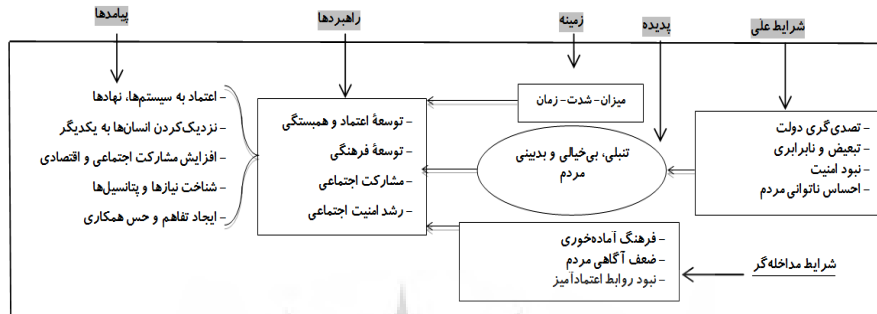 شرایط علّی
پدیده
زمینه
راهبردها
پیامدها
- تصدی‌گری دولت
- تبعیض و نابرابری
- نبود امنیت
- احساس ناتوانی مردم
میزان- شدت- زمان
تنبلی، بی‌خیالی و بدبینی
مردم
شرایط مداخله‌گر
- فرهنگ آماده‌خوری
- ضعف آگاهی مردم
- نبود روابط اعتمادآمیز
- توسعۀ اعتماد و همبستگی
- توسعۀ فرهنگی
- مشارکت اجتماعی
- رشد امنیت اجتماعی
- اعتماد به سیستم‌ها، نهادها
- نزدیک‌کردن انسان‌ها به یکدیگر
- افزایش مشارکت اجتماعی و اقتصادی
- شناخت نیازها و پتانسیل‌ها
- ایجاد تفاهم و حس همکاری